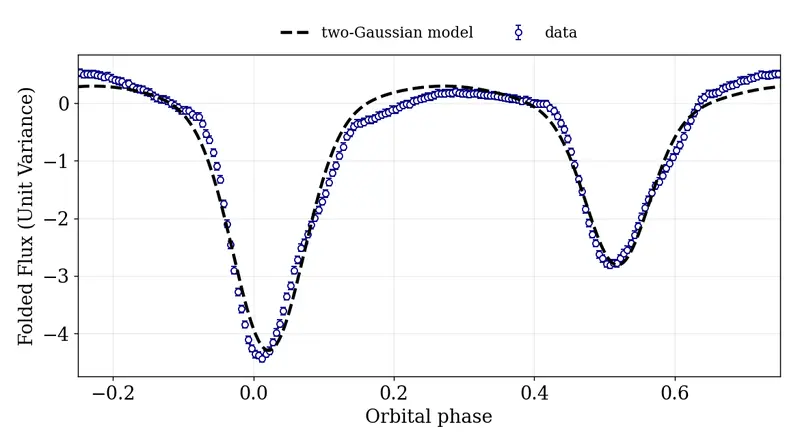 two-Gaussian model
data
Folded Flux (Unit Variance)
0
−1
−2
−3
−4
−0.2
0.0
0.2
0.4
0.6
Orbital phase